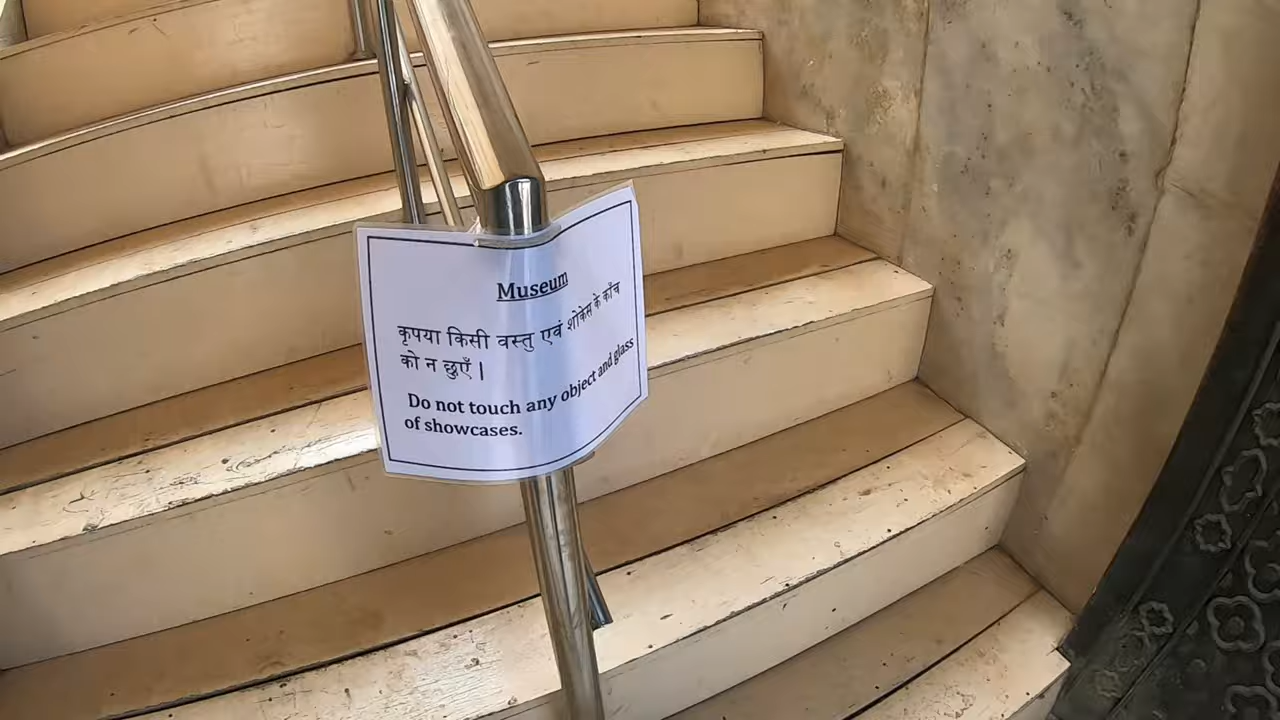 Museum
कृपया किसी वस्तु एवं शोकेस के काँच
को न छुएँ |
Do not touch any object and glass
of showcases.